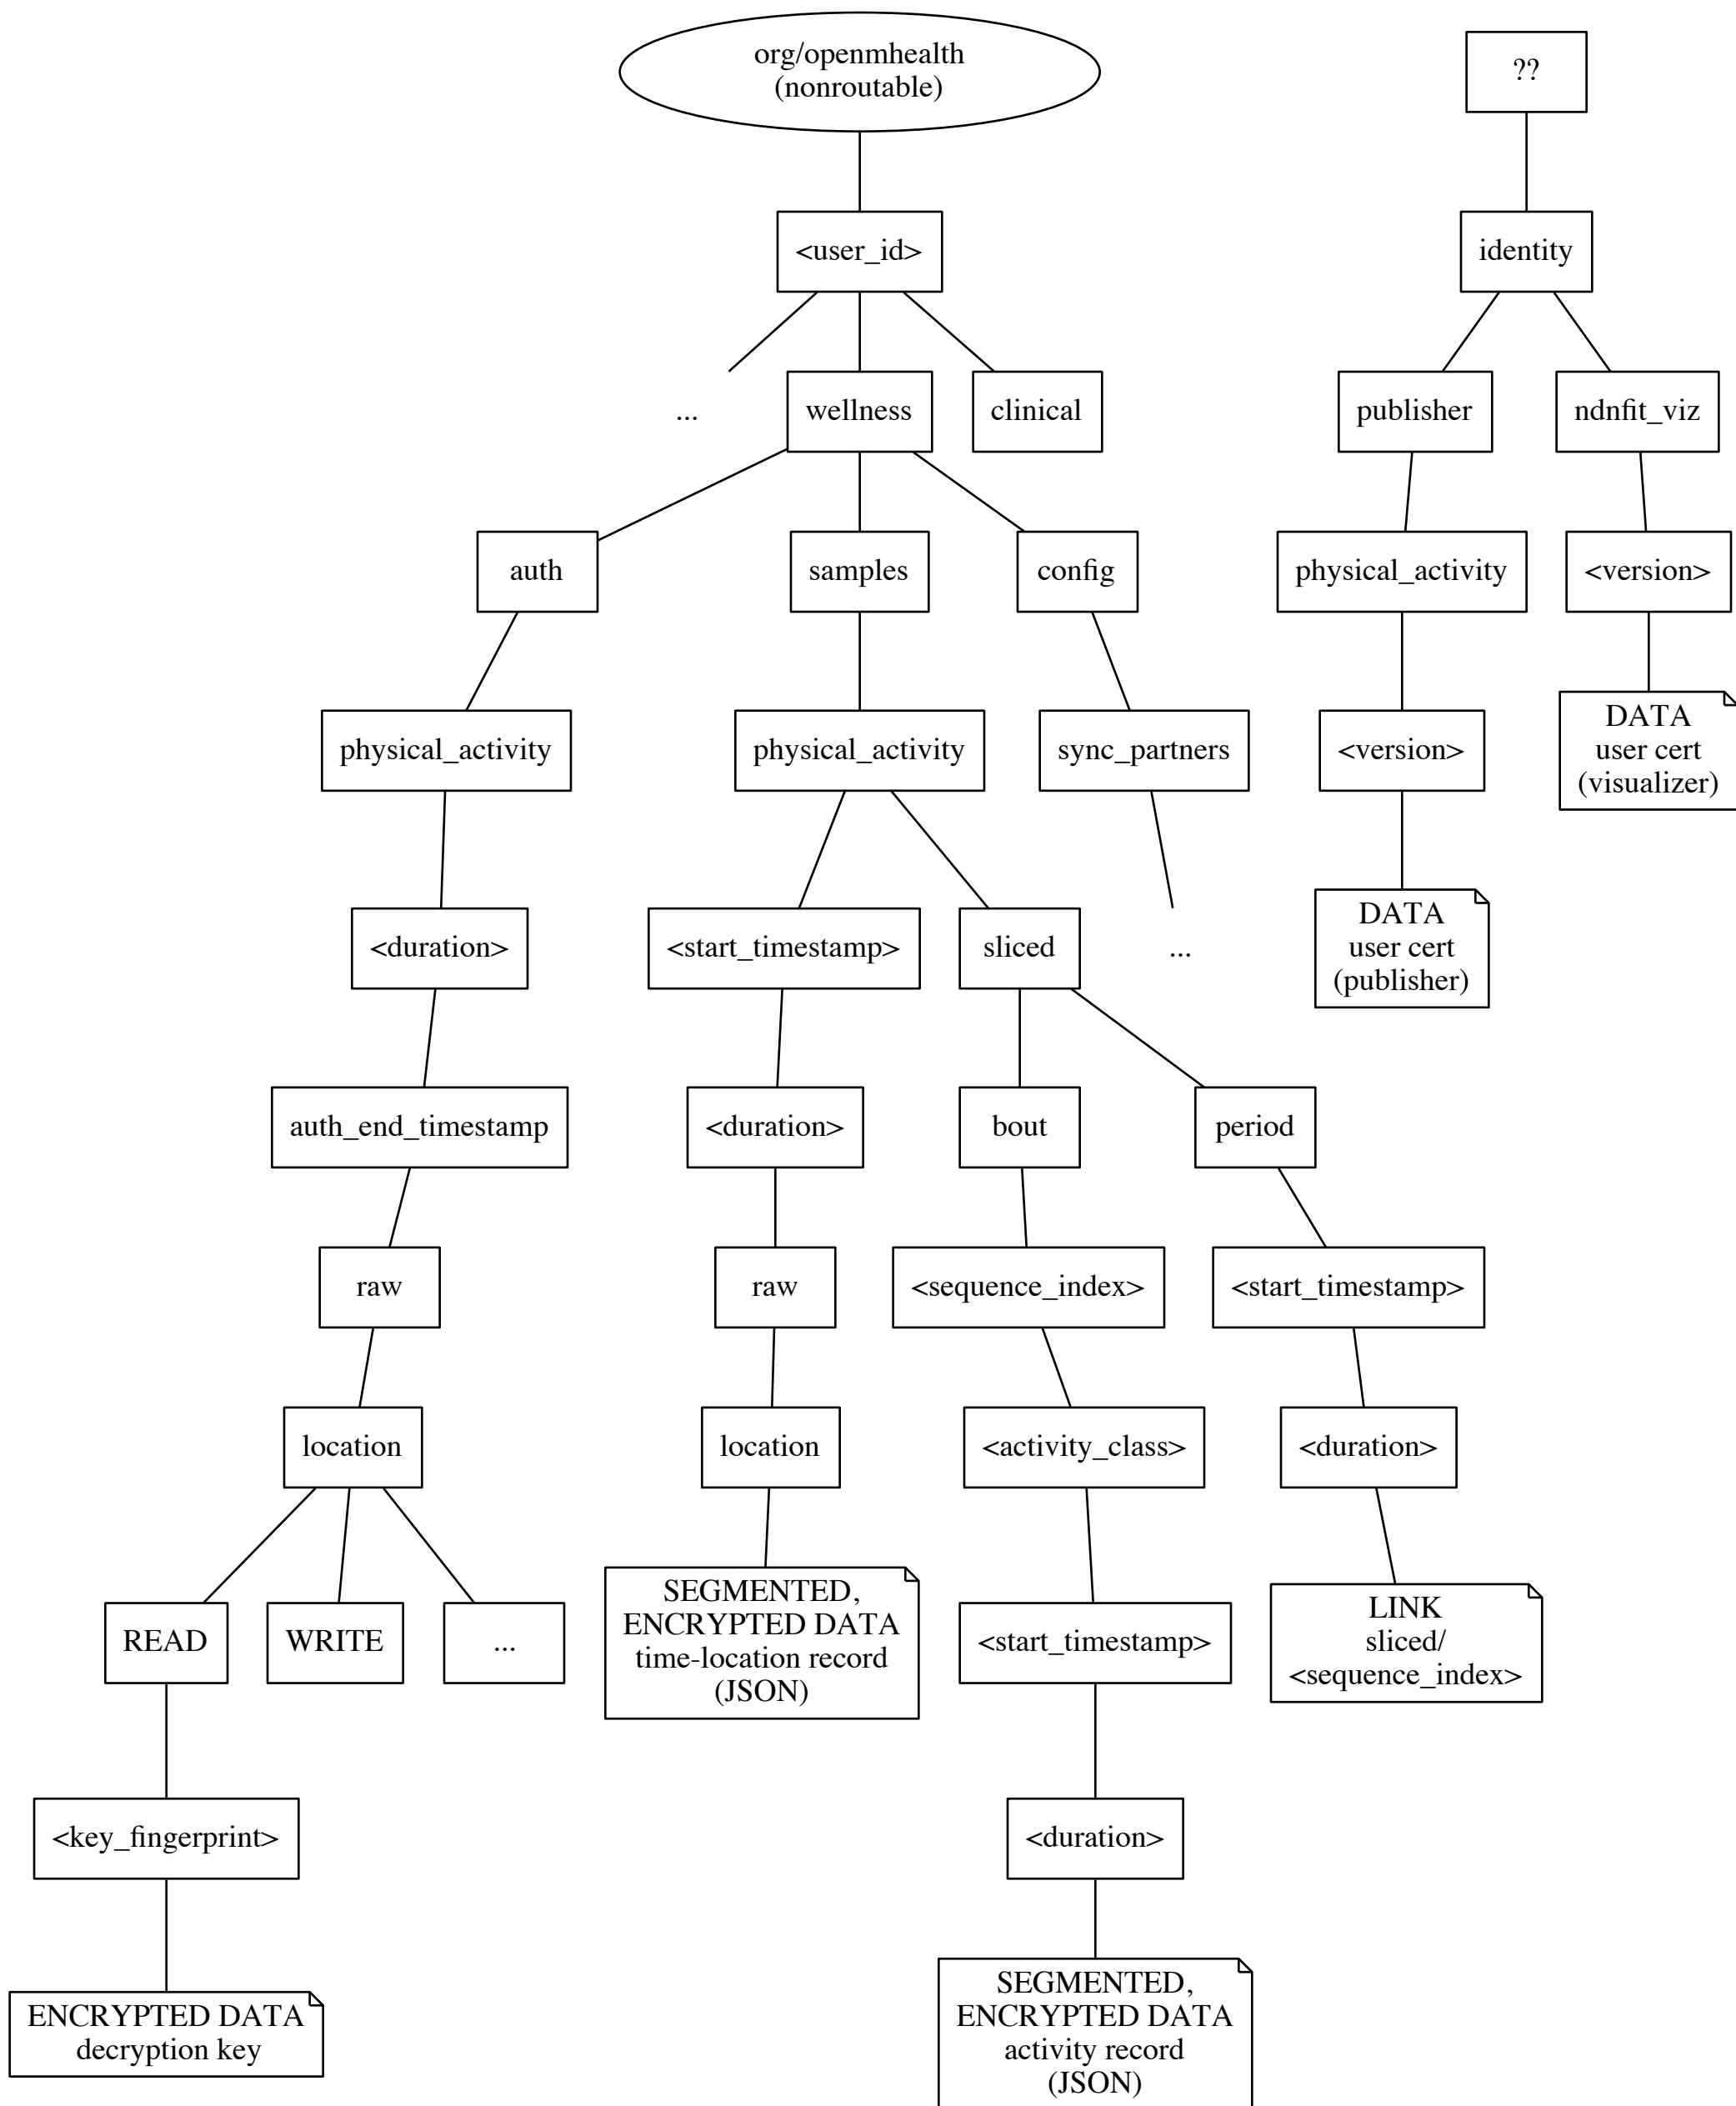 org/openmhealth
(nonroutable)
??
<user_id>
identity
...
wellness
clinical
publisher
ndnfit_viz
auth
samples
config
physical_activity
<version>
physical_activity
physical_activity
sync_partners
<version>
DATA
user cert
(visualizer)
<duration>
<start_timestamp>
sliced
...
DATA
user cert
(publisher)
auth_end_timestamp
<duration>
bout
period
raw
raw
<sequence_index>
<start_timestamp>
location
location
<activity_class>
<duration>
READ
WRITE
...
SEGMENTED,
ENCRYPTED DATA
time-location record
(JSON)
<start_timestamp>
LINK
sliced/
<sequence_index>
<key_fingerprint>
<duration>
ENCRYPTED DATA
decryption key
SEGMENTED,
ENCRYPTED DATA
activity record
(JSON)